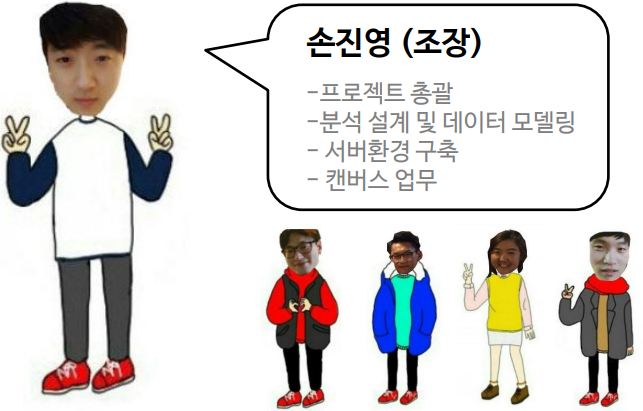 손진영 (조장)
-프로젝트 총괄
-분석 설계 및 데이터 모델링
- 서버환경 구축
- 캔버스 업무